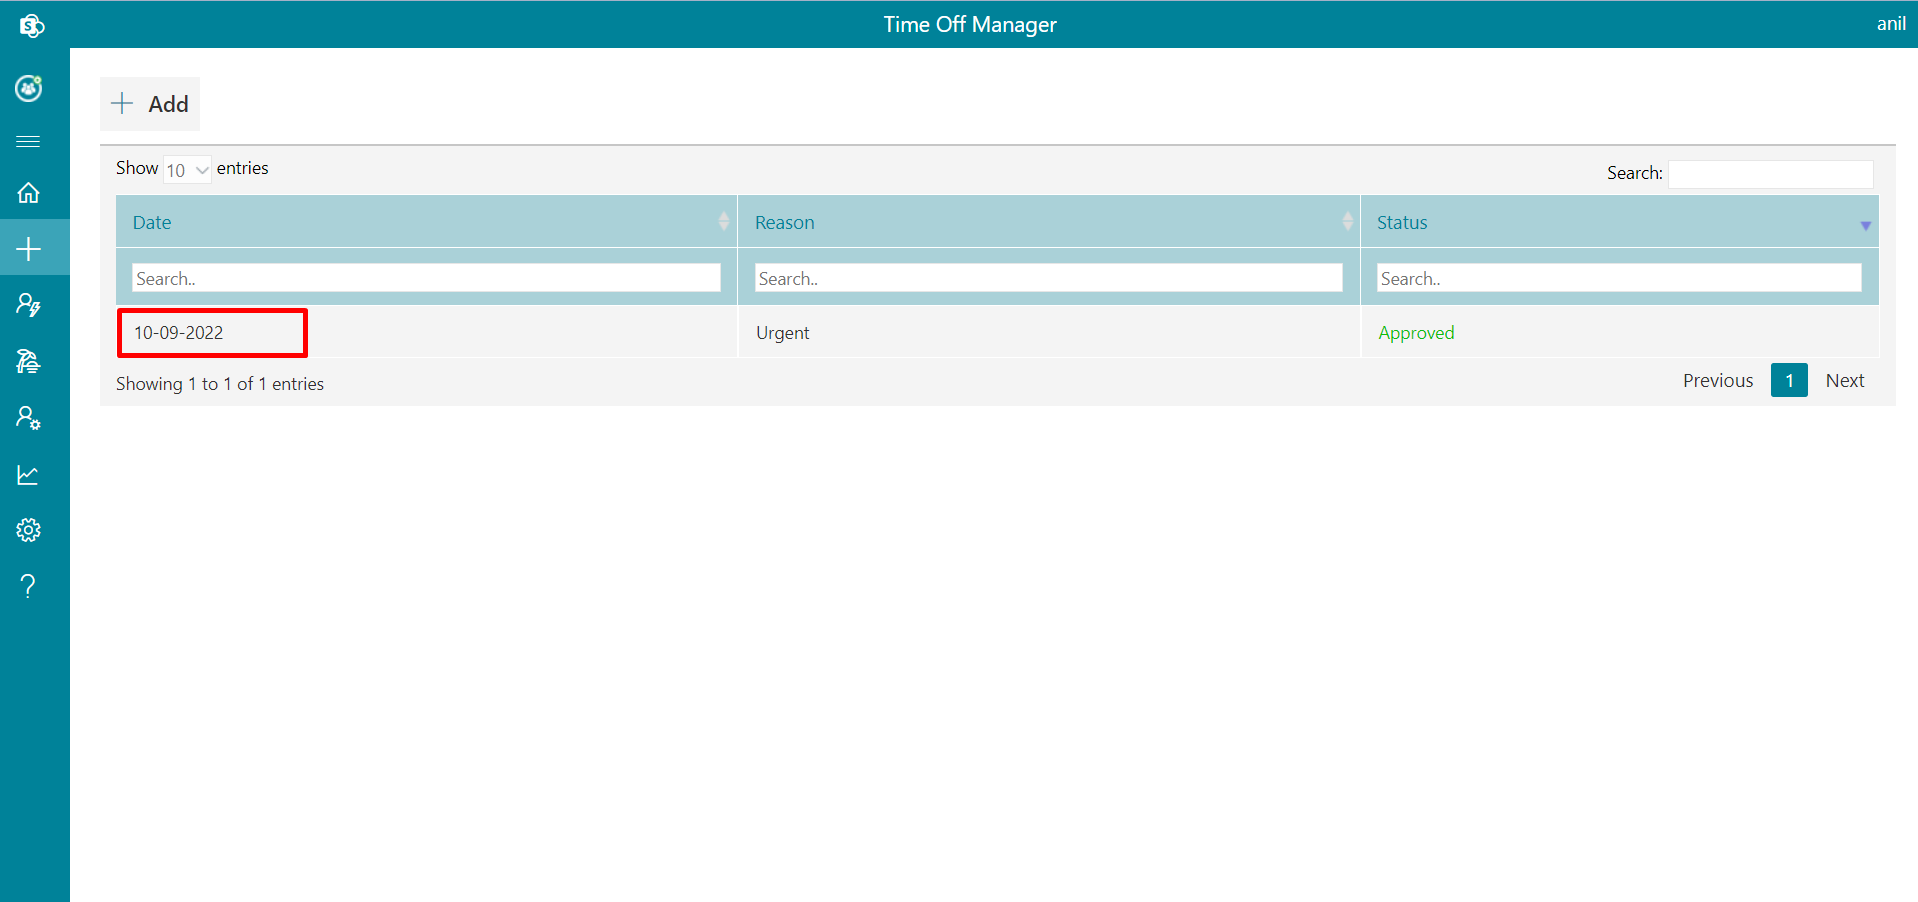 Time Off Manager
anil
Add
Show 10 entries
Search:
Date Reason Status
Search.. Search.. Search..
10-09-2022 Urgent Approved
Showing 1 to 1 of 1 entries
Previous 1 Next